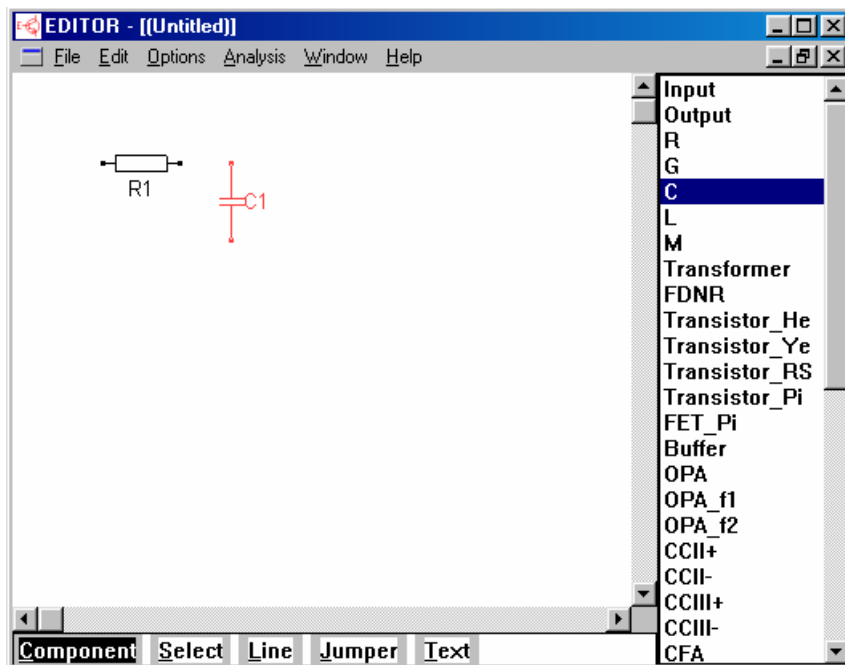 EDITOR - [(Untitled)]
File Edit Options Analysis Window Help
R1
C1
Input
Output
R
G
C
L
M
Transformer
FDNR
Transistor_He
Transistor_Ye
Transistor_RS
Transistor_Pi
FET_Pi
Buffer
OPA
OPA_f1
OPA_f2
CCII+
CCII-
CCIII+
CCIII-
CFA
Component Select Line Jumper Text